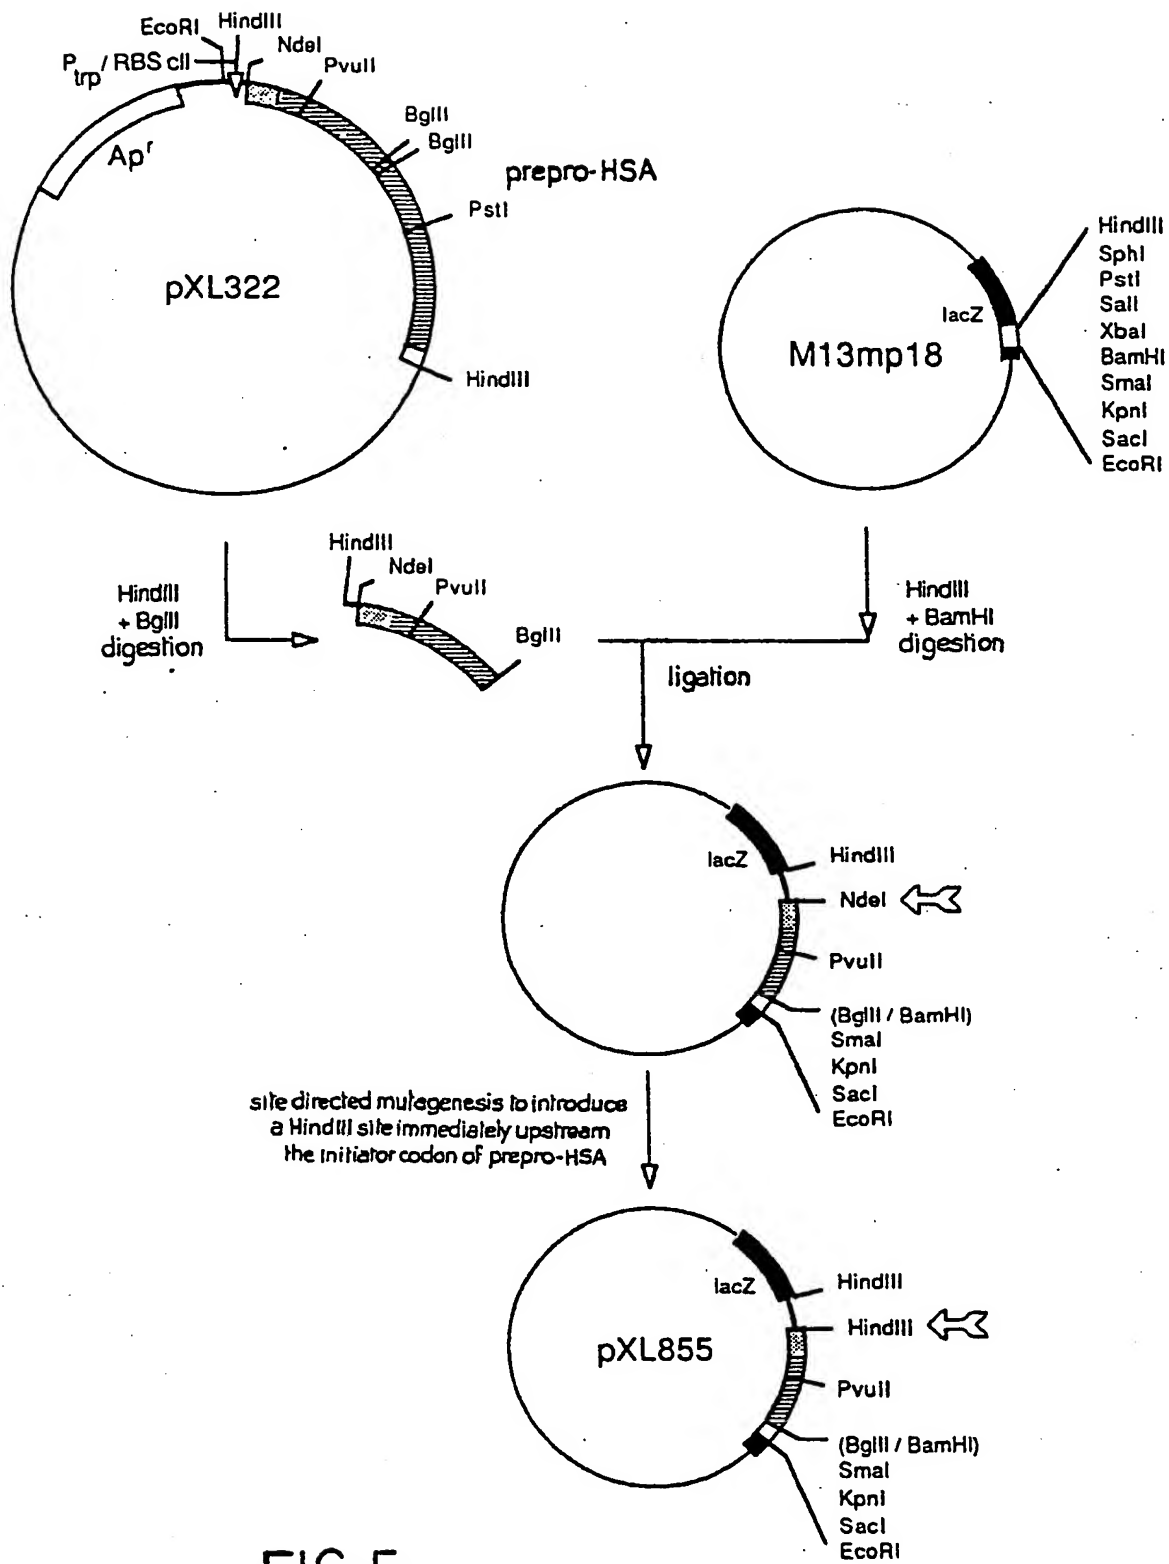 EcoRI
HindIII
Ptrp / RBS cII
NdeI
PvuII
BglII
BglII
prepro-HSA
PstI
Apr
pXL322
HindIII
M13mp18
lacZ
HindIII
SphI
PstI
SalI
XbaI
BamHI
SmaI
KpnI
SacI
EcoRI
HindIII
+ BglII
digestion
HindIII
NdeI
PvuII
BglII
HindIII
+ BamHI
digestion
ligation
lacZ
HindIII
NdeI
PvuII
(BglII / BamHI)
SmaI
KpnI
SacI
EcoRI
site directed mutagenesis to introduce
a HindIII site immediately upstream
the initiator codon of prepro-HSA
pXL855
lacZ
HindIII
HindIII
PvuII
(BglII / BamHI)
SmaI
KpnI
SacI
EcoRI